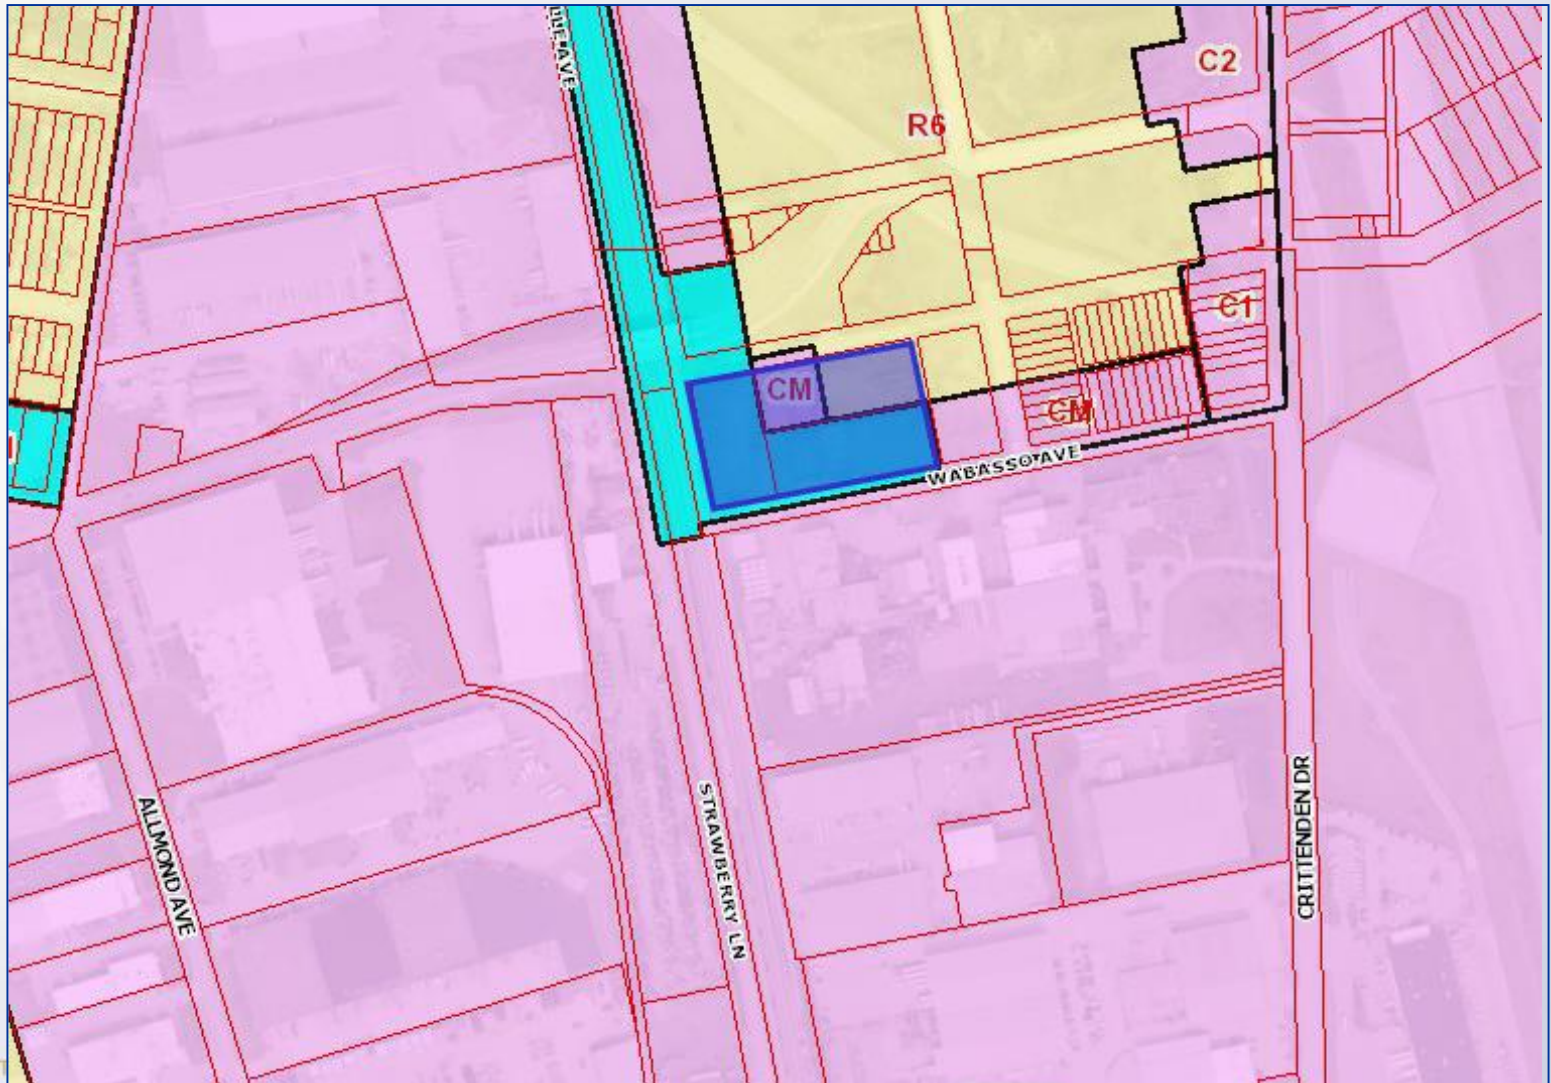 C2
R6
C1
CM
CM
WABASSO AVE
ALLMOND AVE
STRAWBERRY LN
CRITTENDEN DR